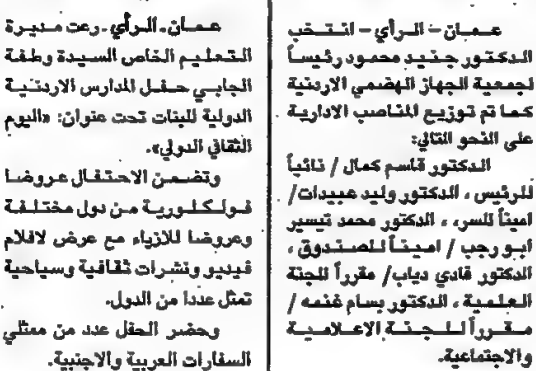 عمان - الرأي - انتخب
الدكتور جنيد محمود رئيساً
لجمعية الجهاز الهضمي الاردنية
كما تم توزيع المناصب الادارية
على النحو التالي:
الدكتور قاسم كمال / نائباً
للرئيس ، الدكتور وليد عبيدات/
اميناً للسر، ، الدكتور محمد تيسير
ابو رجب / اميناً للصندوق ،
الدكتور فادي دياب/ مقرراً للجنة
العلمية ، الدكتور بسام غنمه /
مقرراً للجنة الاعلامية
والاجتماعية.
عمان ـ الرأي ـ رعت مديرة
التعليم الخاص السيدة وطفة
الجابي حفل المدارس الاردنية
الدولية للبنات تحت عنوان: «اليوم
الثقافي الدولي».
وتضمن الاحتفال عروضا
فولكلورية من دول مختلفة
وعروضا للازياء مع عرض لافلام
فيديو ونشرات ثقافية وسياحية
تمثل عددا من الدول.
وحضر الحفل عدد من ممثلي
السفارات العربية والاجنبية.